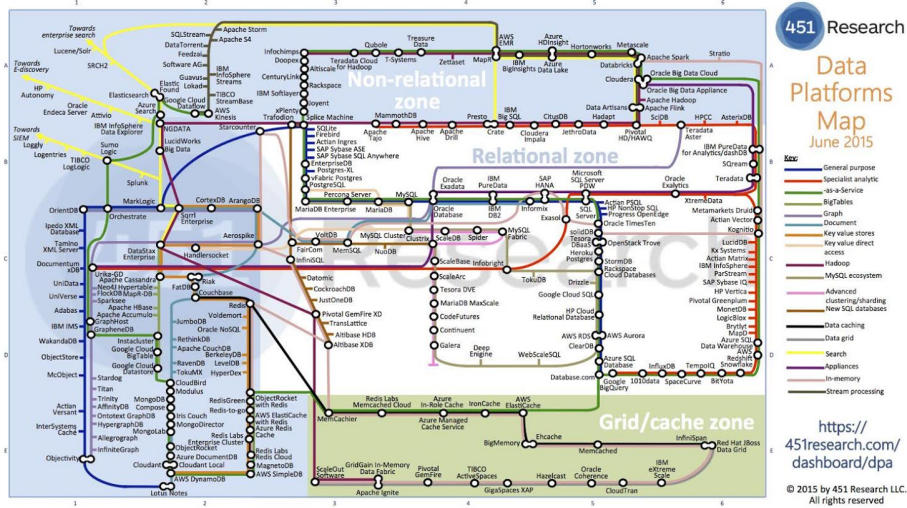 1 2 3 4 5 6
Towards
enterprise search
Lucene/Solr
SRCH2
Towards
E-discovery
HP
Autonomy
Oracle
Endeca Server
Attivio
IBM InfoSphere
Data Explorer
Towards
SIEM
Loggly
Logentries
Sumo
Logic
TIBCO
LogLogic
Splunk
SQLStream
DataTorrent
Feedzai
Software AG
Guavus
Lokad
Apache Storm
Apache S4
IBM
InfoSphere
Streams
TIBCO
StreamBase
AWS
Kinesis
Google Cloud
Dataflow
Elastic
Found
Elasticsearch
Azure
Search
NGDATA
LucidWorks
Big Data
Starcounter
Infochimps
Doopex
Altiscale
CenturyLink
Rackspace
IBM Softlayer
Joyent
xPlenty
Trafodion
Splice Machine
Teradata Cloud
for Hadoop
Qubole
T-Systems
Treasure
Data
Zettaset
MapR
AWS
EMR
IBM
BigInsights
Azure
HDInsight
Azure
Data Lake
Hortonworks
Metascale
Databricks
Cloudera
Apache Spark
Stratio
Oracle Big Data Cloud
Oracle Big Data Appliance
Apache Hadoop
Apache Flink
Data Artisans
Non-relational
zone
MammothDB
Apache
Tajo
Apache
Hive
Apache
Drill
Presto
Crate
IBM
Big SQL
Cloudera
Impala
CitusDB
JethroData
Hadapt
Pivotal
HD/HAWQ
SciDB
HPCC
AsterixDB
Teradata
Aster
IBM PureData
for Analytics/dashDB
SQream
Teradata
Relational zone
SQLite
Firebird
Actian Ingres
SAP Sybase ASE
SAP Sybase SQL Anywhere
EnterpriseDB
Postgres-XL
vFabric Postgres
PostgreSQL
Percona Server
MySQL
MariaDB Enterprise
MariaDB
Oracle
Exadata
Oracle
Database
IBM
PureData
IBM
DB2
SAP
HANA
Informix
Exasol
Microsoft
SQL Server
PDW
SQL
Server
Actian PSQL
HP NonStop SQL
Progress OpenEdge
Oracle TimesTen
Oracle
Exalytics
XtremeData
Metamarkets Druid
Actian Vector
Kognitio
LucidDB
Kx Systems
Actian Matrix
IBM InfoSphere
ParStream
SAP Sybase IQ
HP Vertica
Pivotal Greenplum
MonetDB
LogicBlox
Brytlyt
MapD
Azure SQL
Data Warehouse
AWS
Redshift
Snowflake
solidDB
Tesora
DBaaS
OpenStack Trove
Heroku
Postgres
StormDB
Rackspace
Cloud Databases
Drizzle
Google Cloud SQL
HP Cloud
Relational Database
AWS RDS
AWS Aurora
ClearDB
Azure SQL
Database
Database.com
Google
BigQuery
1010data
InfluxDB
SpaceCurve
TempoIQ
BitYota
MarkLogic
OrientDB
Orchestrate
CortexDB
ArangoDB
Sqrrl
Enterprise
Ipedo XML
Database
Tamino
XML Server
Documentum
xDB
DataStax
Enterprise
Handlersocket
Aerospike
FairCom
VoltDB
MemSQL
MySQL Cluster
NuoDB
Clustrix
ScaleDB
Spider
MySQL
Fabric
InfiniSQL
ScaleBase
Infobright
TokuDB
ScaleArc
Tesora DVE
MariaDB MaxScale
CodeFutures
Continuent
Galera
Deep
Engine
WebScaleSQL
Datomic
CockroachDB
JustOneDB
Pivotal GemFire XD
TransLattice
Altibase HDB
Altibase XDB
UniData
UniVerse
Adabas
IBM IMS
WakandaDB
ObjectStore
McObject
Actian
Versant
InterSystems
Cache
Objectivity
Urika-GD
Apache Cassandra
Neo4J
Hypertable
FlockDB
MapR-DB
Sparksee
Apache HBase
Apache Accumulo
GraphHost
GrapheneDB
Instaclustr
Google Cloud
BigTable
Google Cloud
Datastore
Stardog
Titan
Trinity
AffinityDB
Ontotext GraphDB
HypergraphDB
Allegrograph
InfiniteGraph
FatDB
Riak
Couchbase
Redis
Voldemort
Oracle NoSQL
JumboDB
RethinkDB
Apache CouchDB
RavenDB
TokuMX
BerkeleyDB
LevelDB
HyperDex
CloudBird
Modulus
MongoDB
Compose
Iris Couch
MongoDirector
MongoLab
ObjectRocket
Azure DocumentDB
Cloudant
Cloudant Local
AWS DynamoDB
Lotus Notes
RedisGreen
Redis-to-go
Redis Labs
Enterprise Cluster
ObjectRocket
with Redis
AWS ElastiCache
with Redis
Azure Redis
Cache
Redis Labs
Redis Cloud
MagnetoDB
AWS SimpleDB
MemCachier
Redis Labs
Memcached Cloud
Azure
In-Role Cache
Azure Managed
Cache Service
IronCache
AWS
ElastiCache
Grid/cache zone
BigMemory
Ehcache
Memcached
InfiniSpan
Red Hat JBoss
Data Grid
ScaleOut
Software
GridGain In-Memory
Data Fabric
Apache Ignite
Pivotal
GemFire
TIBCO
ActiveSpaces
GigaSpaces XAP
Hazelcast
Oracle
Coherence
CloudTran
IBM
eXtreme
Scale
1 2 3 4 5 6
A
B
C
D
E
451 Research
Data
Platforms
Map
June 2015
Key:
General purpose
Specialist analytic
-as-a-Service
BigTables
Graph
Document
Key value stores
Key value direct
access
Hadoop
MySQL ecosystem
Advanced
clustering/sharding
New SQL databases
Data caching
Data grid
Search
Appliances
In-memory
Stream processing
https://
451research.com/
dashboard/dpa
© 2015 by 451 Research LLC.
All rights reserved